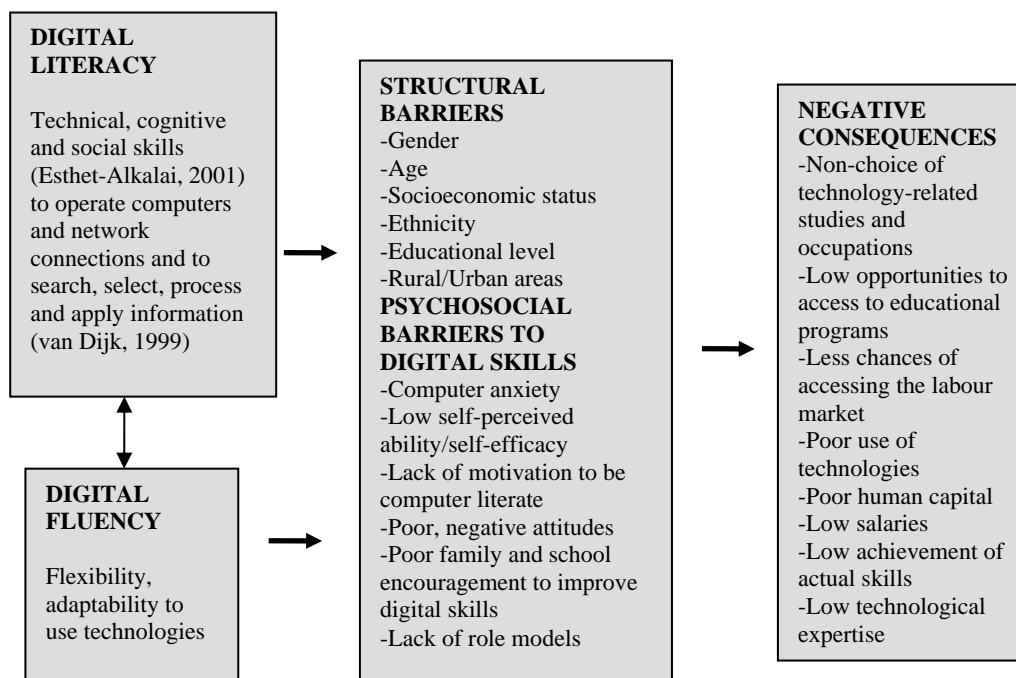 DIGITAL
LITERACY
Technical, cognitive
and social skills
(Esthet-Alkalai, 2001)
to operate computers
and network
connections and to
search, select, process
and apply information
(van Dijk, 1999)
DIGITAL
FLUENCY
Flexibility,
adaptability to
use technologies
STRUCTURAL
BARRIERS
-Gender
-Age
-Socioeconomic status
-Ethnicity
-Educational level
-Rural/Urban areas
PSYCHOSOCIAL
BARRIERS TO
DIGITAL SKILLS
-Computer anxiety
-Low self-perceived
ability/self-efficacy
-Lack of motivation to be
computer literate
-Poor, negative attitudes
-Poor family and school
encouragement to improve
digital skills
-Lack of role models
NEGATIVE
CONSEQUENCES
-Non-choice of
technology-related
studies and
occupations
-Low opportunities to
access to educational
programs
-Less chances of
accessing the labour
market
-Poor use of
technologies
-Poor human capital
-Low salaries
-Low achievement of
actual skills
-Low technological
expertise